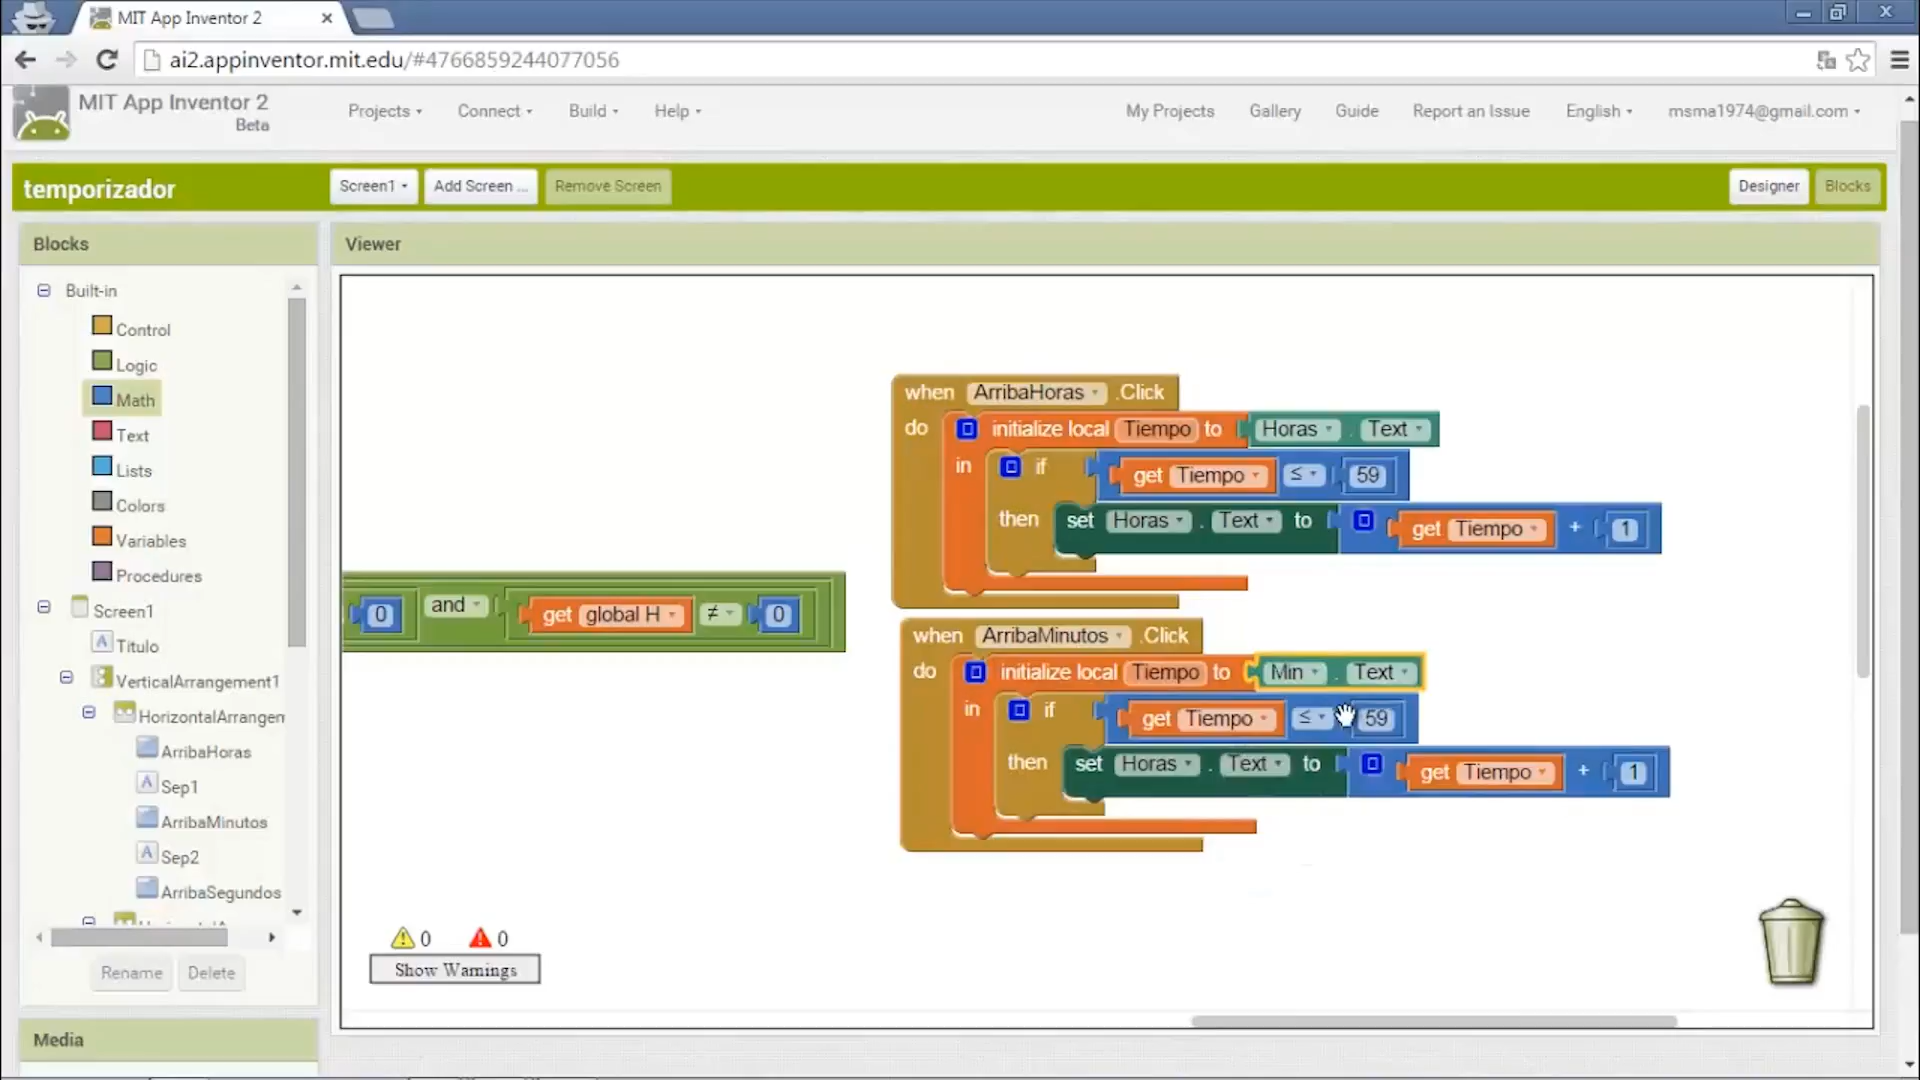 MIT App Inventor 2
ai2.appinventor.mit.edu/#4766859244077056
MIT App Inventor 2
Beta
Projects Connect Build Help
My Projects Gallery Guide Report an Issue English msma1974@gmail.com
temporizador
Screen1 Add Screen ... Remove Screen
Designer Blocks
Blocks
Built-in
Control
Logic
Math
Text
Lists
Colors
Variables
Procedures
Screen1
Titulo
VerticalArrangement1
HorizontalArrangen
ArribaHoras
Sep1
ArribaMinutos
Sep2
ArribaSegundos
Rename Delete
Media
Viewer
0 and get global H ≠ 0
when ArribaHoras .Click
do initialize local Tiempo to Horas . Text
in if get Tiempo ≤ 59
then set Horas . Text to get Tiempo + 1
when ArribaMinutos .Click
do initialize local Tiempo to Min . Text
in if get Tiempo ≤ 59
then set Horas . Text to get Tiempo + 1
0 0
Show Warnings